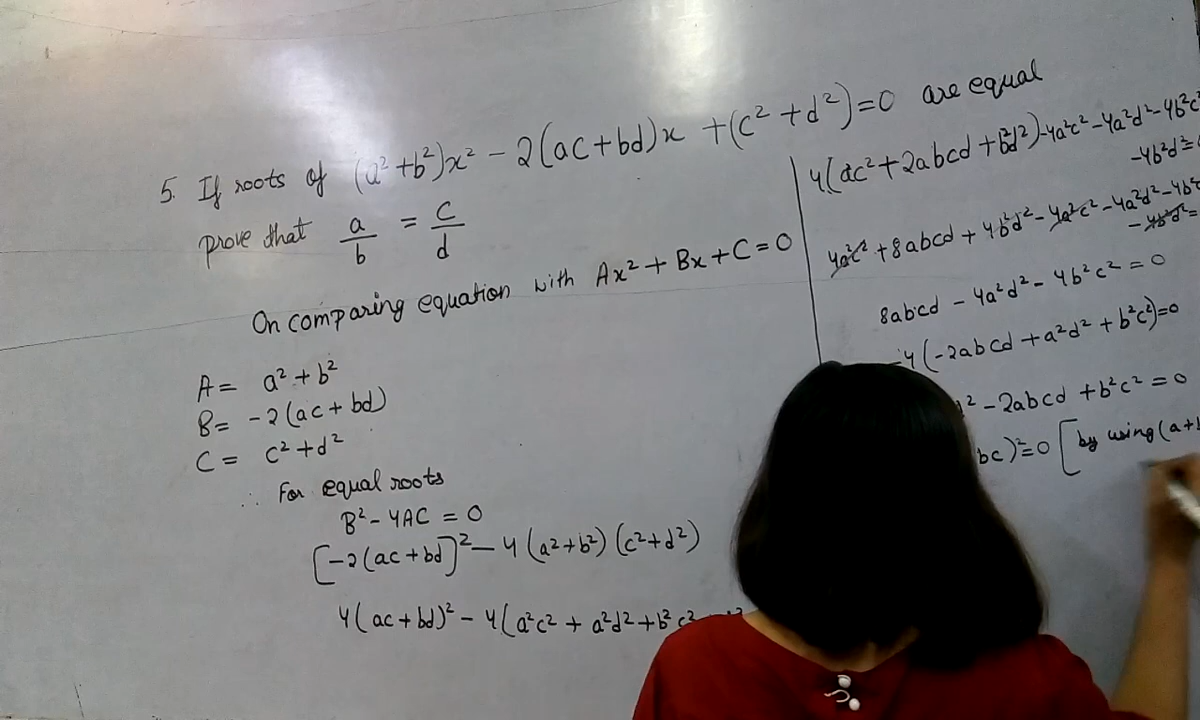 5. If roots of (a² + b²)x² - 2(ac + bd)x + (c² + d²) = 0 are equal
prove that a/b = c/d
On comparing equation with Ax² + Bx + C = 0
A = a² + b²
B = -2(ac + bd)
C = c² + d²
∴ For equal roots
B² - 4AC = 0
[-2(ac + bd]² - 4(a² + b²)(c² + d²)
4(ac + bd)² - 4(a²c² + a²d² + b²c²
4(ac² + 2abcd + b²d²) - 4a²c² - 4a²d² - 4b²c²
- 4b²d² =
4a²c² + 8abcd + 4b²d² - 4a²c² - 4a²d² - 4b²
- 4b²d² =
8abcd - 4a²d² - 4b²c² = 0
-4(-2abcd + a²d² + b²c²) = 0
² - 2abcd + b²c² = 0
bc)² = 0 [by using (a +